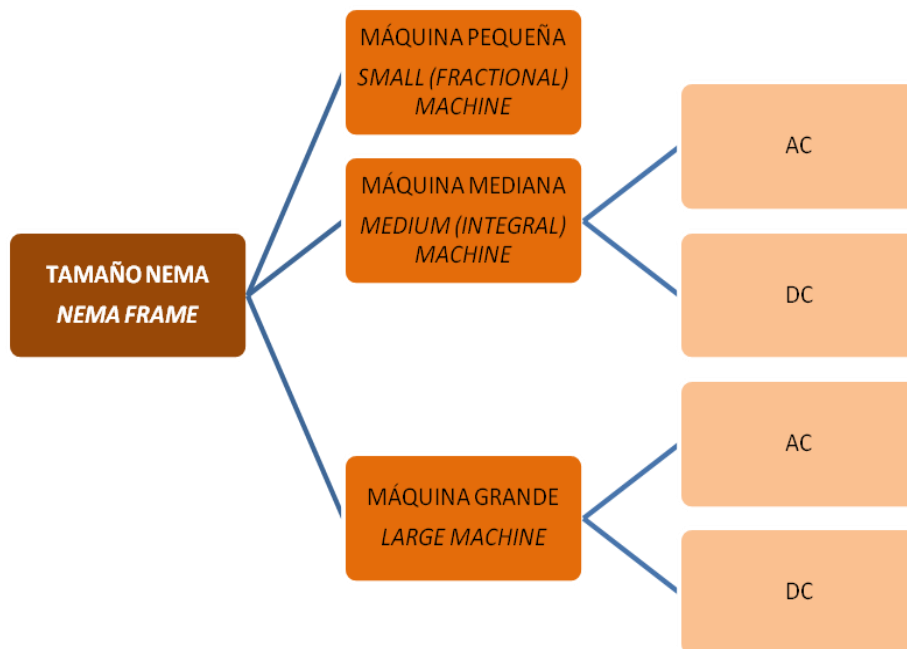 TAMAÑO NEMA
NEMA FRAME
MÁQUINA PEQUEÑA
SMALL (FRACTIONAL)
MACHINE
MÁQUINA MEDIANA
MEDIUM (INTEGRAL)
MACHINE
AC
DC
MÁQUINA GRANDE
LARGE MACHINE
AC
DC